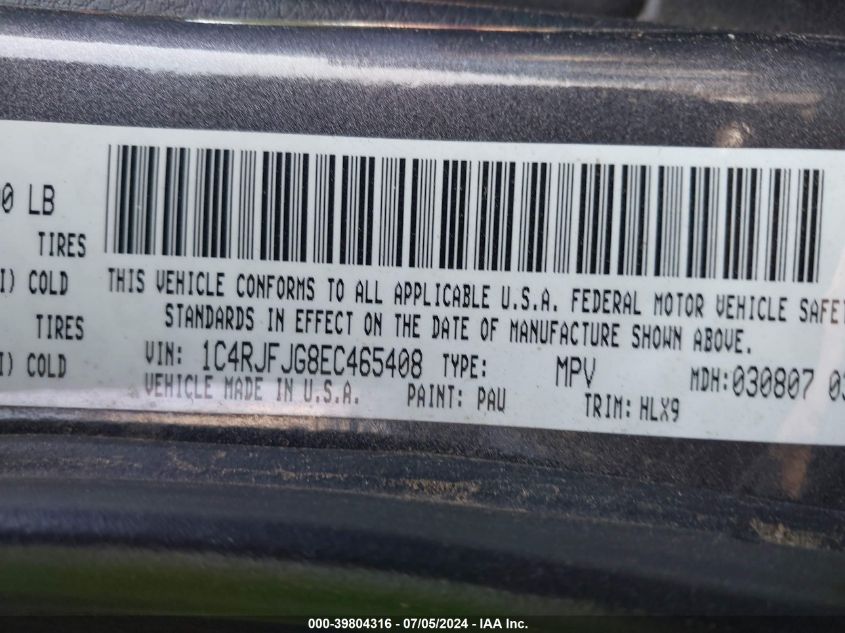 0 LB
TIRES
I) COLD
TIRES
I) COLD
THIS VEHICLE CONFORMS TO ALL APPLICABLE U.S.A. FEDERAL MOTOR VEHICLE SAFET
STANDARDS IN EFFECT ON THE DATE OF MANUFACTURE SHOWN ABOVE.
VIN: 1C4RJFJG8EC465408 TYPE: MPV MDH:030807 03
VEHICLE MADE IN U.S.A. PAINT: PAU TRIM: HLX9
000-39804316 - 07/05/2024 - IAA Inc.